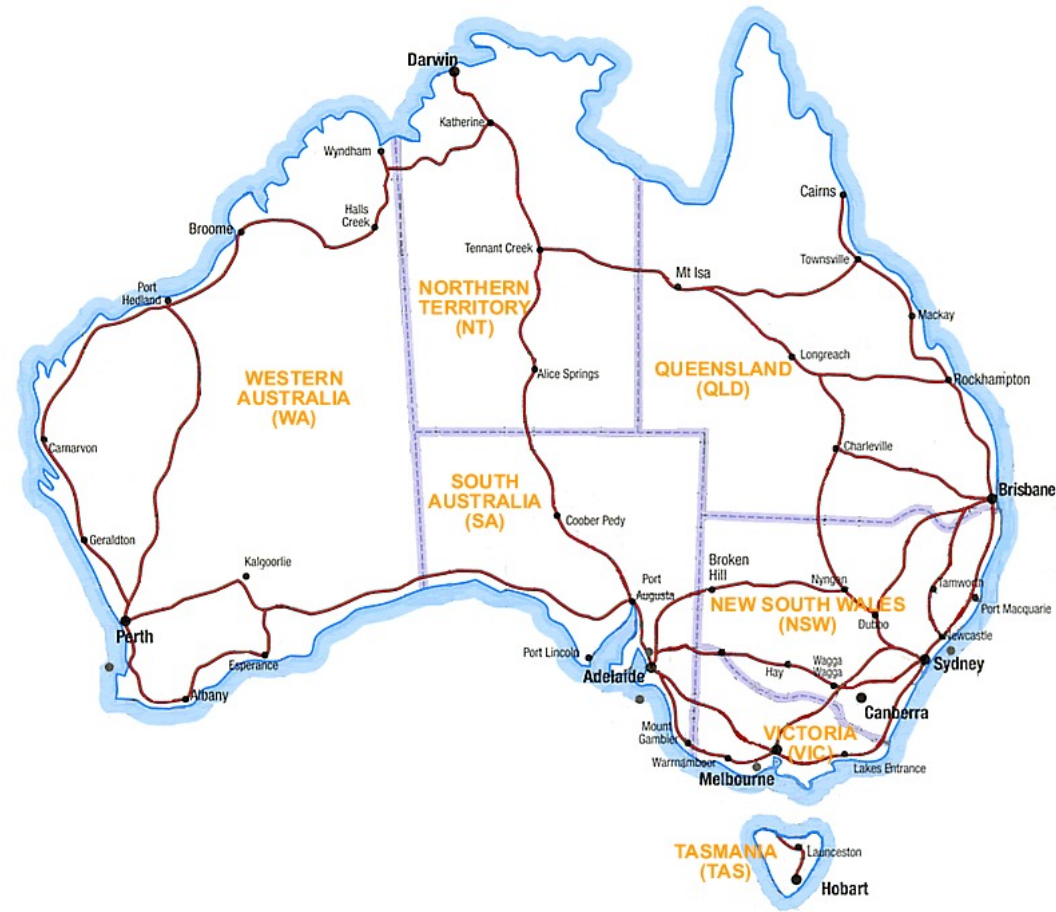 Darwin
Katherine
Wyndham
Cairns
Halls
Creek
Broome
Tennant Creek
Townsville
Mt Isa
Port
Hedland
NORTHERN
TERRITORY
(NT)
Mackay
Longreach
Alice Springs
QUEENSLAND
(QLD)
Rockhampton
WESTERN
AUSTRALIA
(WA)
Carnarvon
Charleville
SOUTH
AUSTRALIA
(SA)
Brisbane
Coober Pedy
Geraldton
Kalgoorlie
Broken
Hill
Port
Augusta
Nyngan
Tamworth
NEW SOUTH WALES
(NSW)
Port Macquarie
Dubbo
Perth
Newcastle
Port Lincoln
Esperance
Adelaide
Hay
Wagga
Wagga
Sydney
Albany
Canberra
Mount
Gambier
VICTORIA
(VIC)
Warrnambool
Lakes Entrance
Melbourne
TASMANIA
(TAS)
Launceston
Hobart